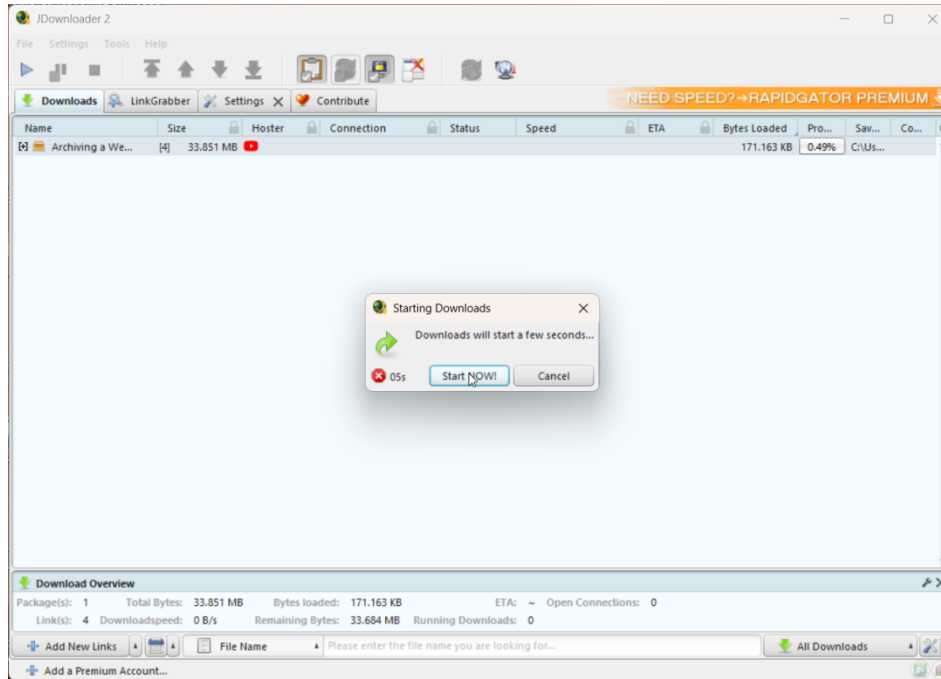 JDownloader 2
File Settings Tools Help
Downloads LinkGrabber Settings Contribute
NEED SPEED?→RAPIDGATOR PREMIUM
Name Size Hoster Connection Status Speed ETA Bytes Loaded Pro... Sav... Co...
Archiving a We... [4] 33.851 MB 171.163 KB 0.49% C:\Us...
Starting Downloads
Downloads will start a few seconds...
05s Start NOW! Cancel
Download Overview
Package(s): 1 Total Bytes: 33.851 MB Bytes loaded: 171.163 KB ETA: ~ Open Connections: 0
Link(s): 4 Downloadspeed: 0 B/s Remaining Bytes: 33.684 MB Running Downloads: 0
Add New Links File Name Please enter the file name you are looking for... All Downloads
Add a Premium Account...